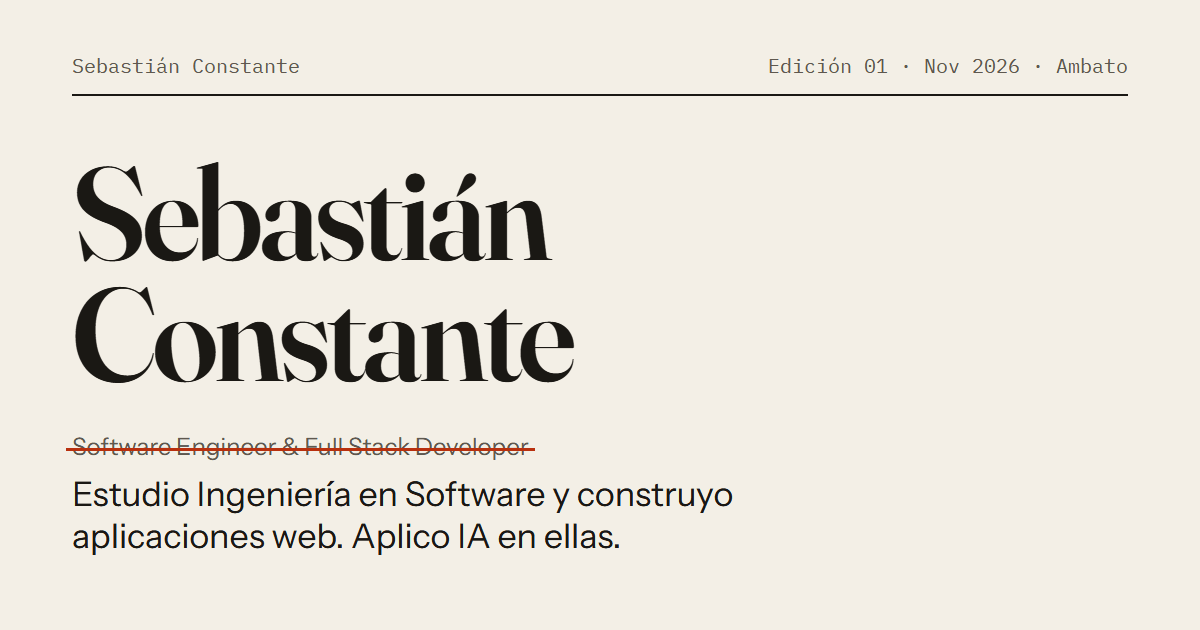 Sebastián Constante
Edición 01 · Nov 2026 · Ambato
Sebastián
Constante
Software Engineer & Full Stack Developer
Estudio Ingeniería en Software y construyo
aplicaciones web. Aplico IA en ellas.